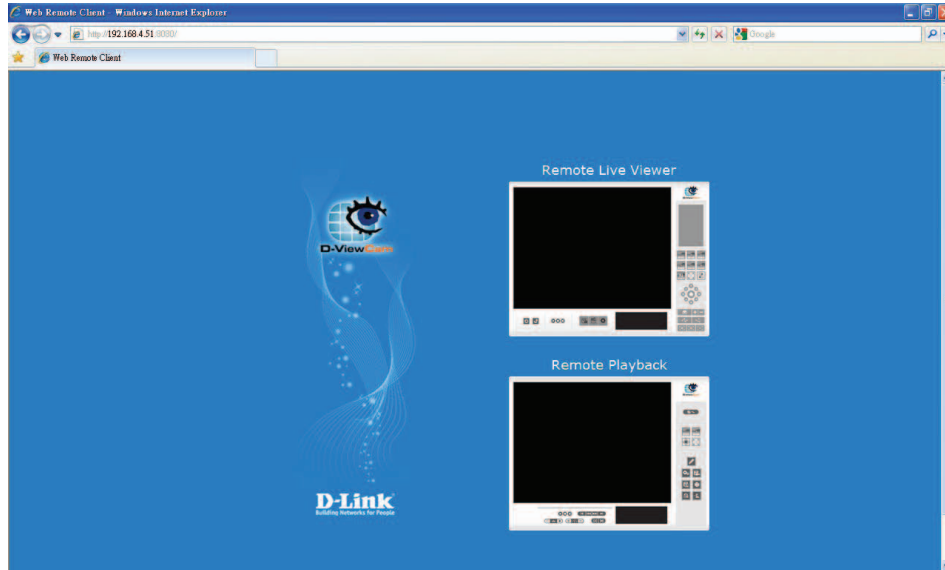 Web Remote Client - Windows Internet Explorer
http://192.168.4.51:8080/
Google
Web Remote Client
Remote Live Viewer
D-ViewCam
Remote Playback
D-Link
Building Networks for People